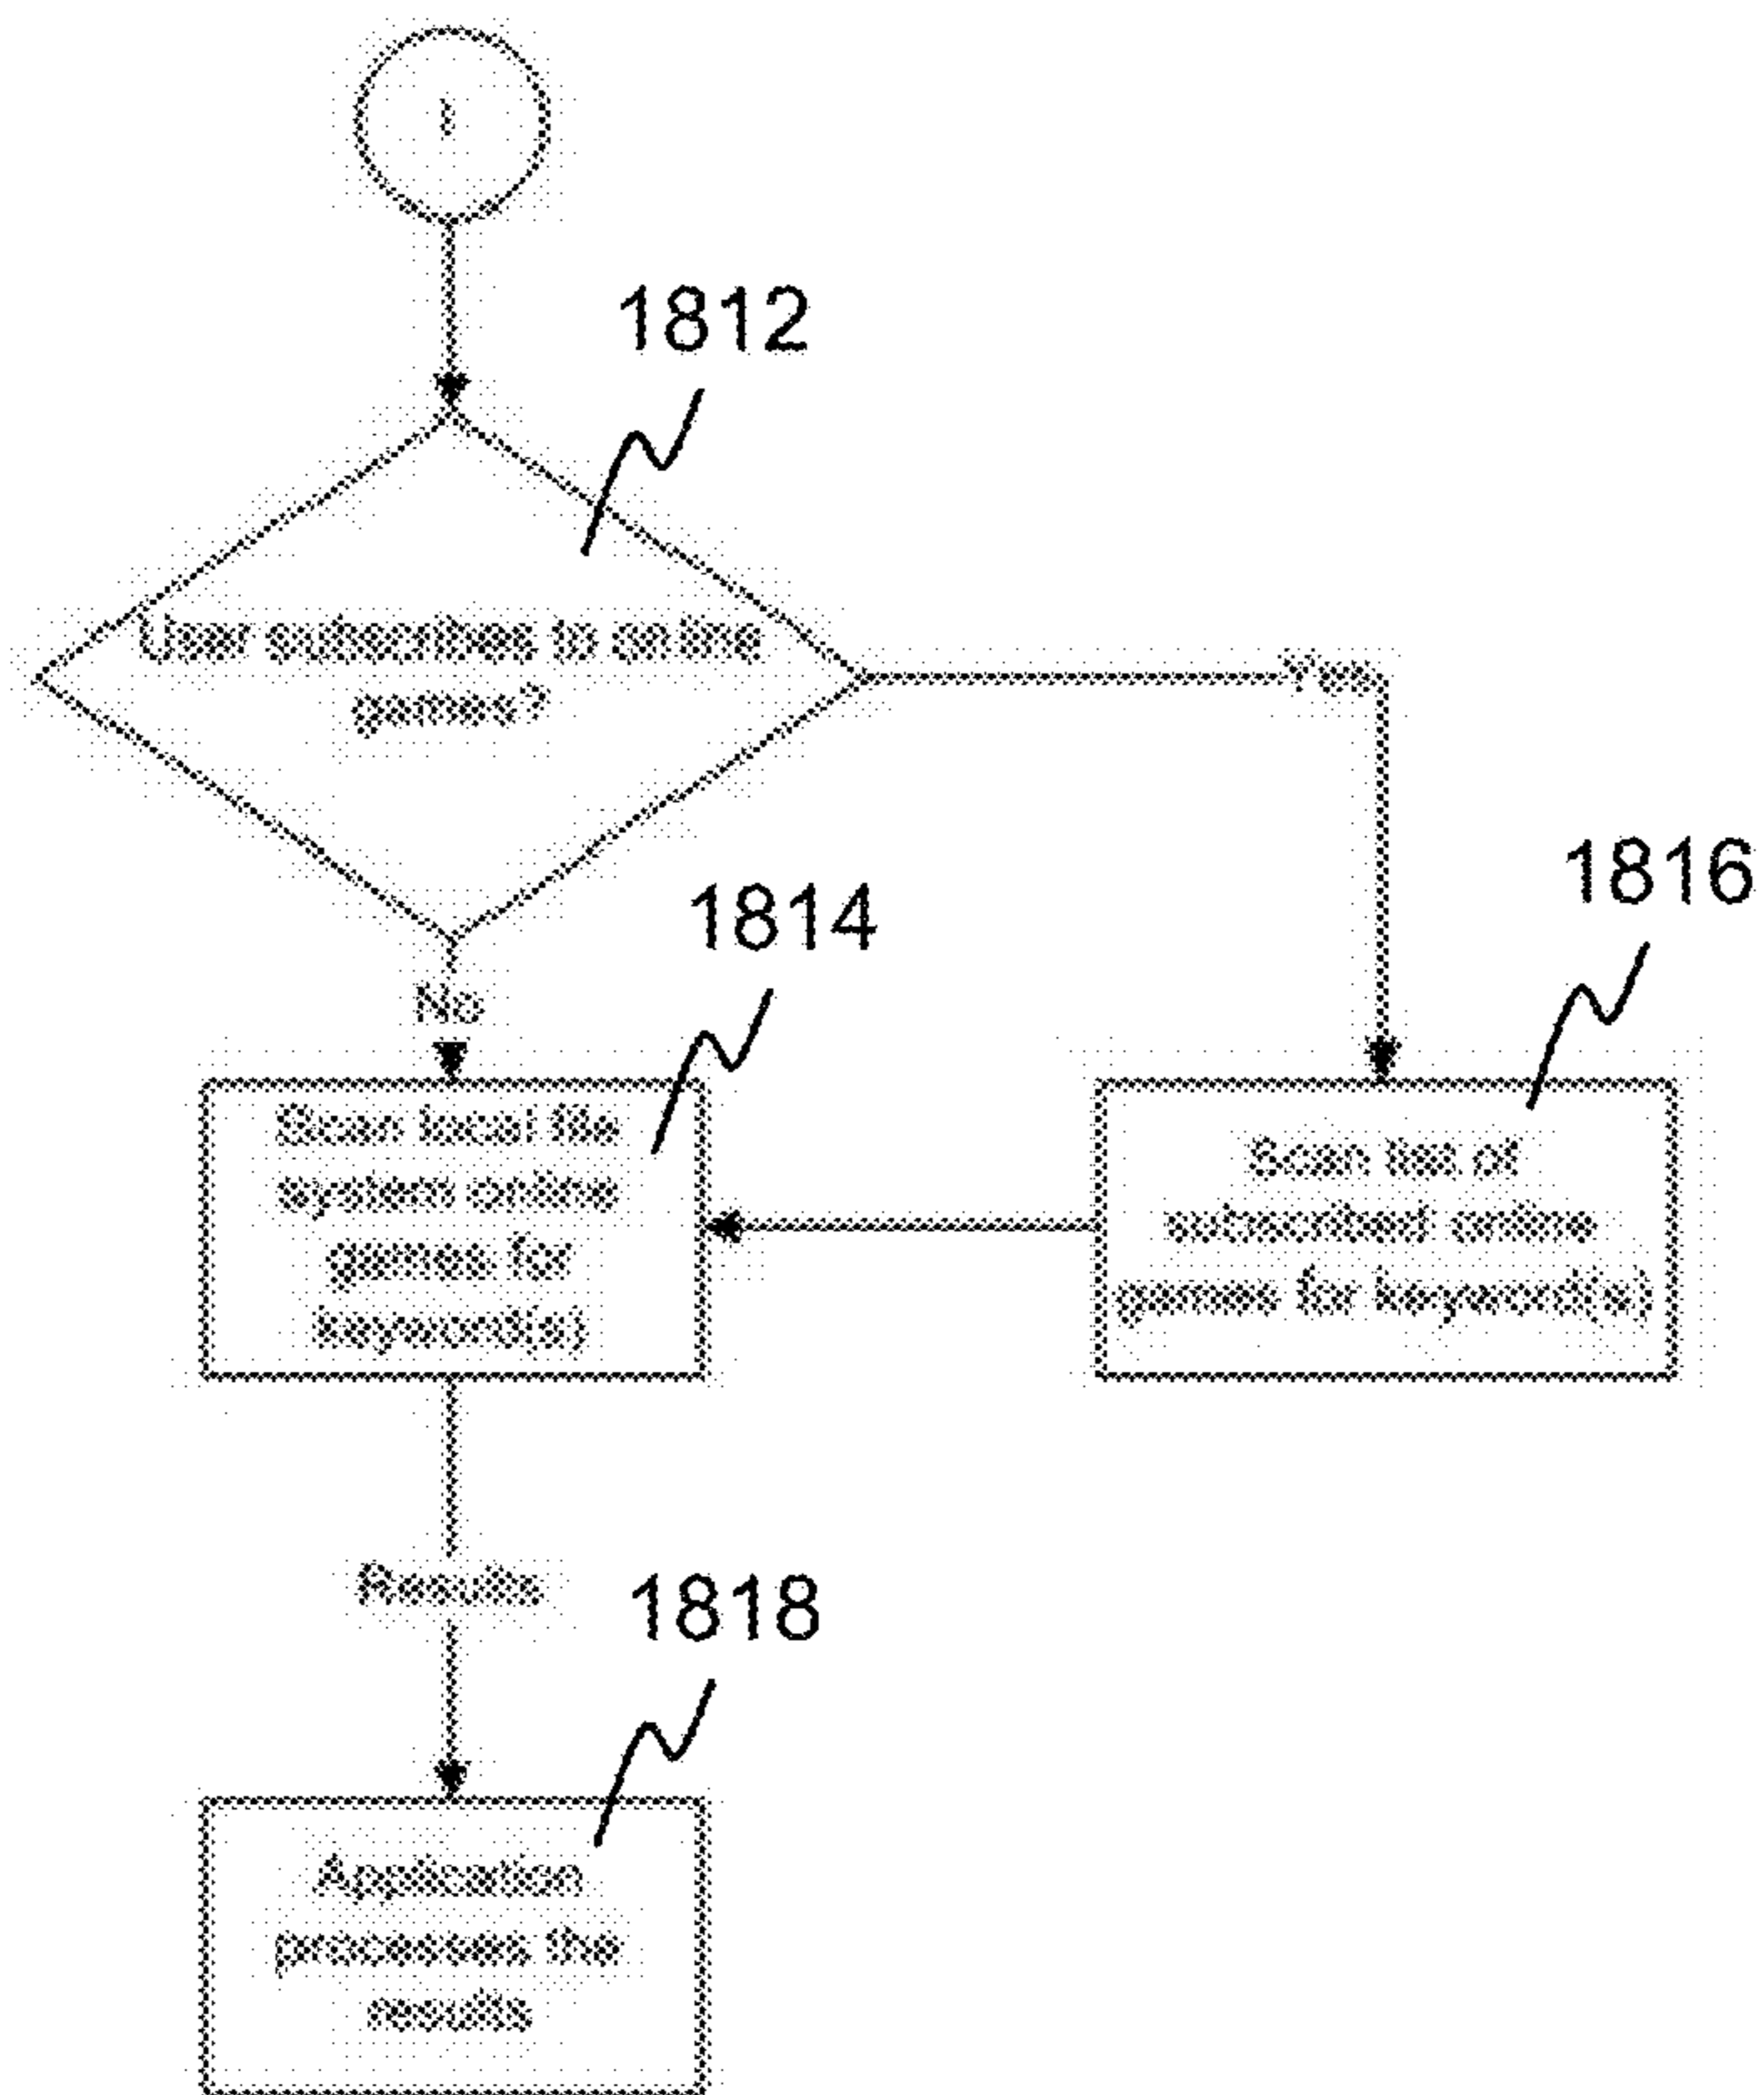 1812
User subscribes to online
games?
Yes
No
1814
1816
Scan local file
system online
games for
keyword(s)
Scan list of
subscribed online
games for keyword(s)
Results
1818
Application
processes the
results